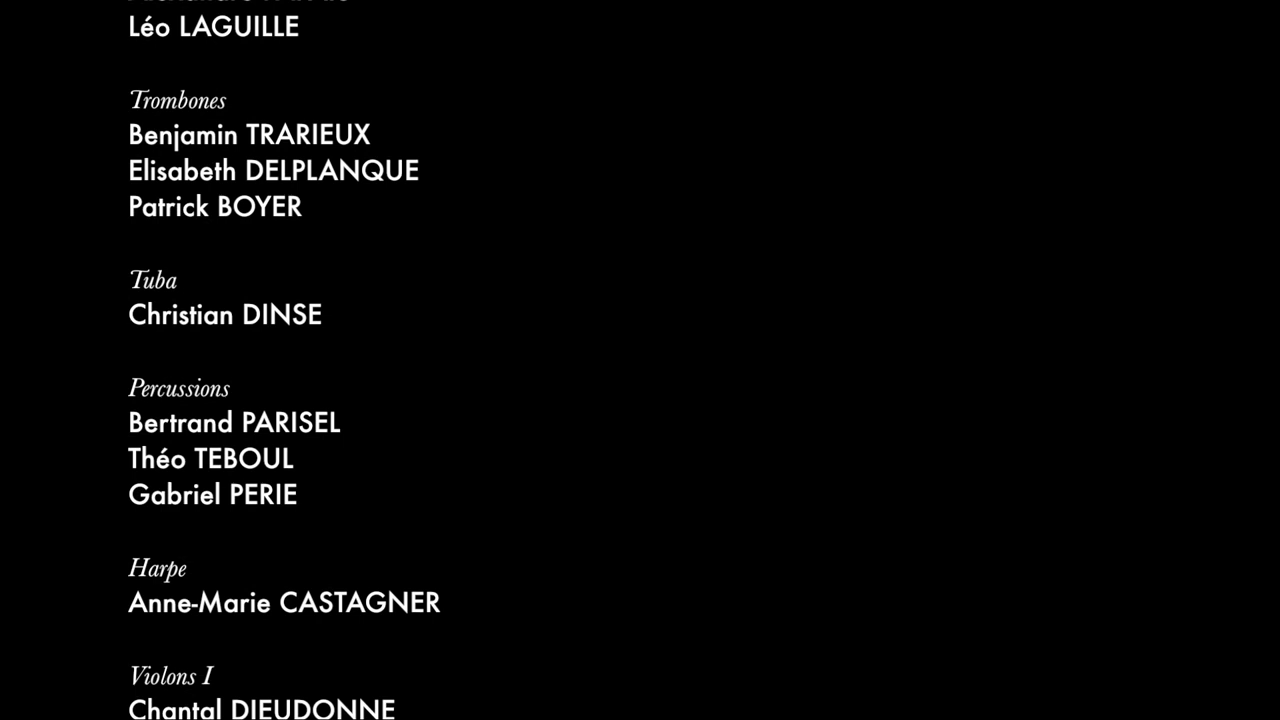 Léo LAGUILLE
Trombones
Benjamin TRARIEUX
Elisabeth DELPLANQUE
Patrick BOYER
Tuba
Christian DINSE
Percussions
Bertrand PARISEL
Théo TEBOUL
Gabriel PERIE
Harpe
Anne-Marie CASTAGNER
Violons I
Chantal DIEUDONNE